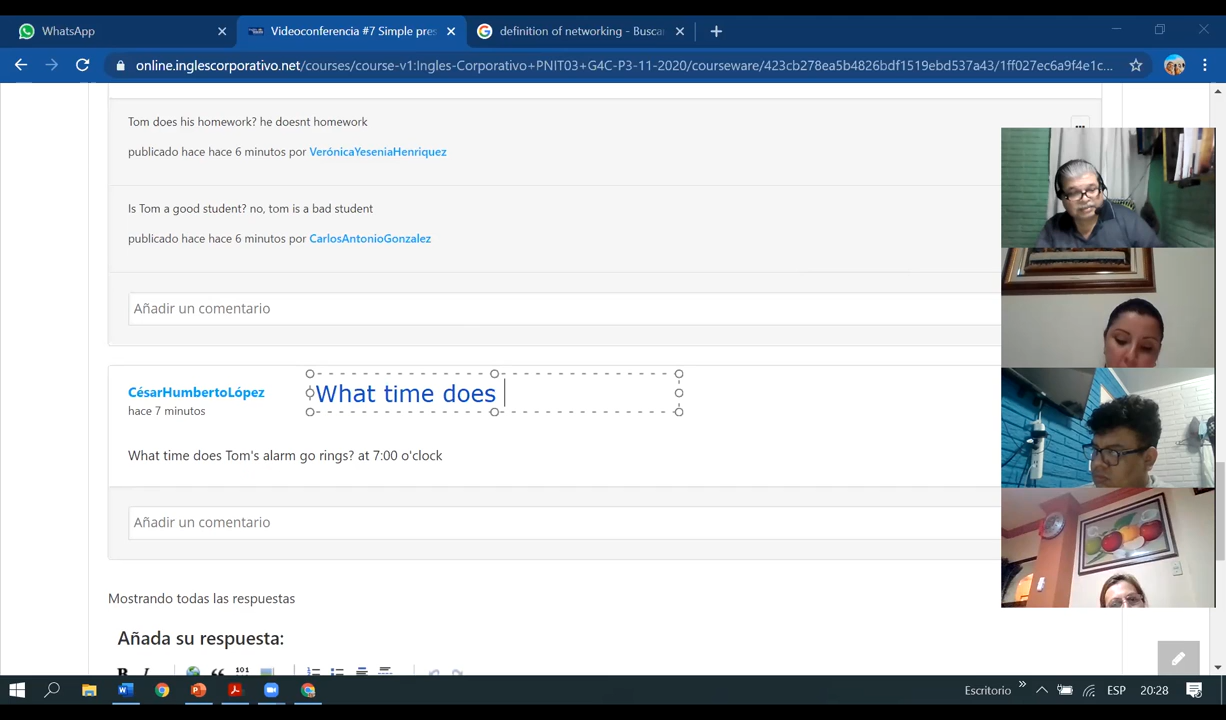 WhatsApp
Videoconferencia #7 Simple pres
definition of networking - Busca
online.inglescorporativo.net/courses/course-v1:Ingles-Corporativo+PNIT03+G4C-P3-11-2020/courseware/423cb278ea5b4826bdf1519ebd537a43/1ff027ec6a9f4e1c...
Tom does his homework? he doesnt homework
publicado hace hace 6 minutos por VerónicaYeseniaHenriquez
Is Tom a good student? no, tom is a bad student
publicado hace hace 6 minutos por CarlosAntonioGonzalez
Añadir un comentario
CésarHumbertoLópez
What time does
hace 7 minutos
What time does Tom's alarm go rings? at 7:00 o'clock
Añadir un comentario
Mostrando todas las respuestas
Añada su respuesta:
B I 101
Escritorio ESP 20:28